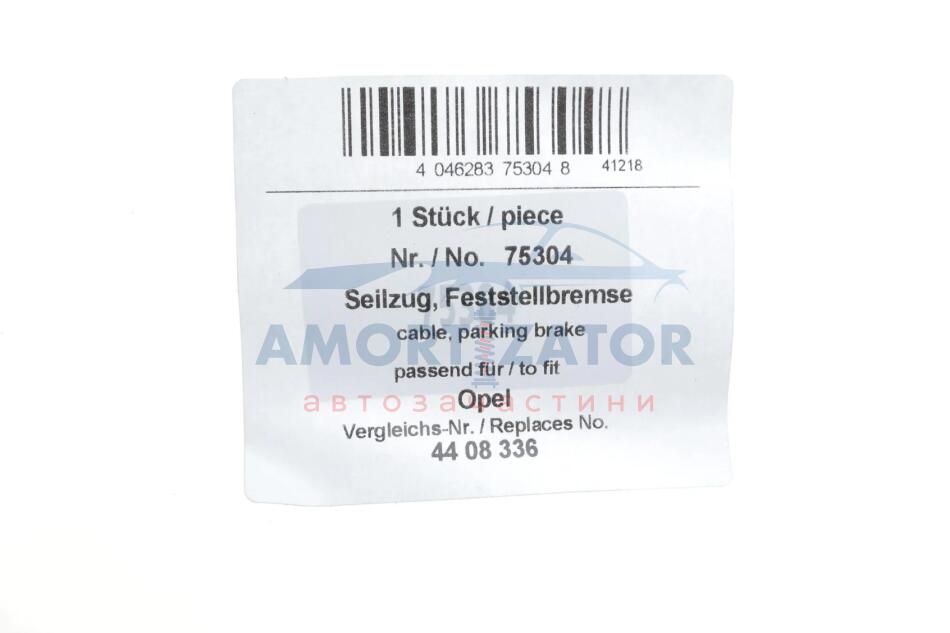 4 046283 75304 8 41218
1 Stück / piece
Nr. / No. 75304
Seilzug, Feststellbremse
cable, parking brake
AMORTIZATOR
passend für / to fit
Opel
автозапчастини
Vergleichs-Nr. / Replaces No.
44 08 336